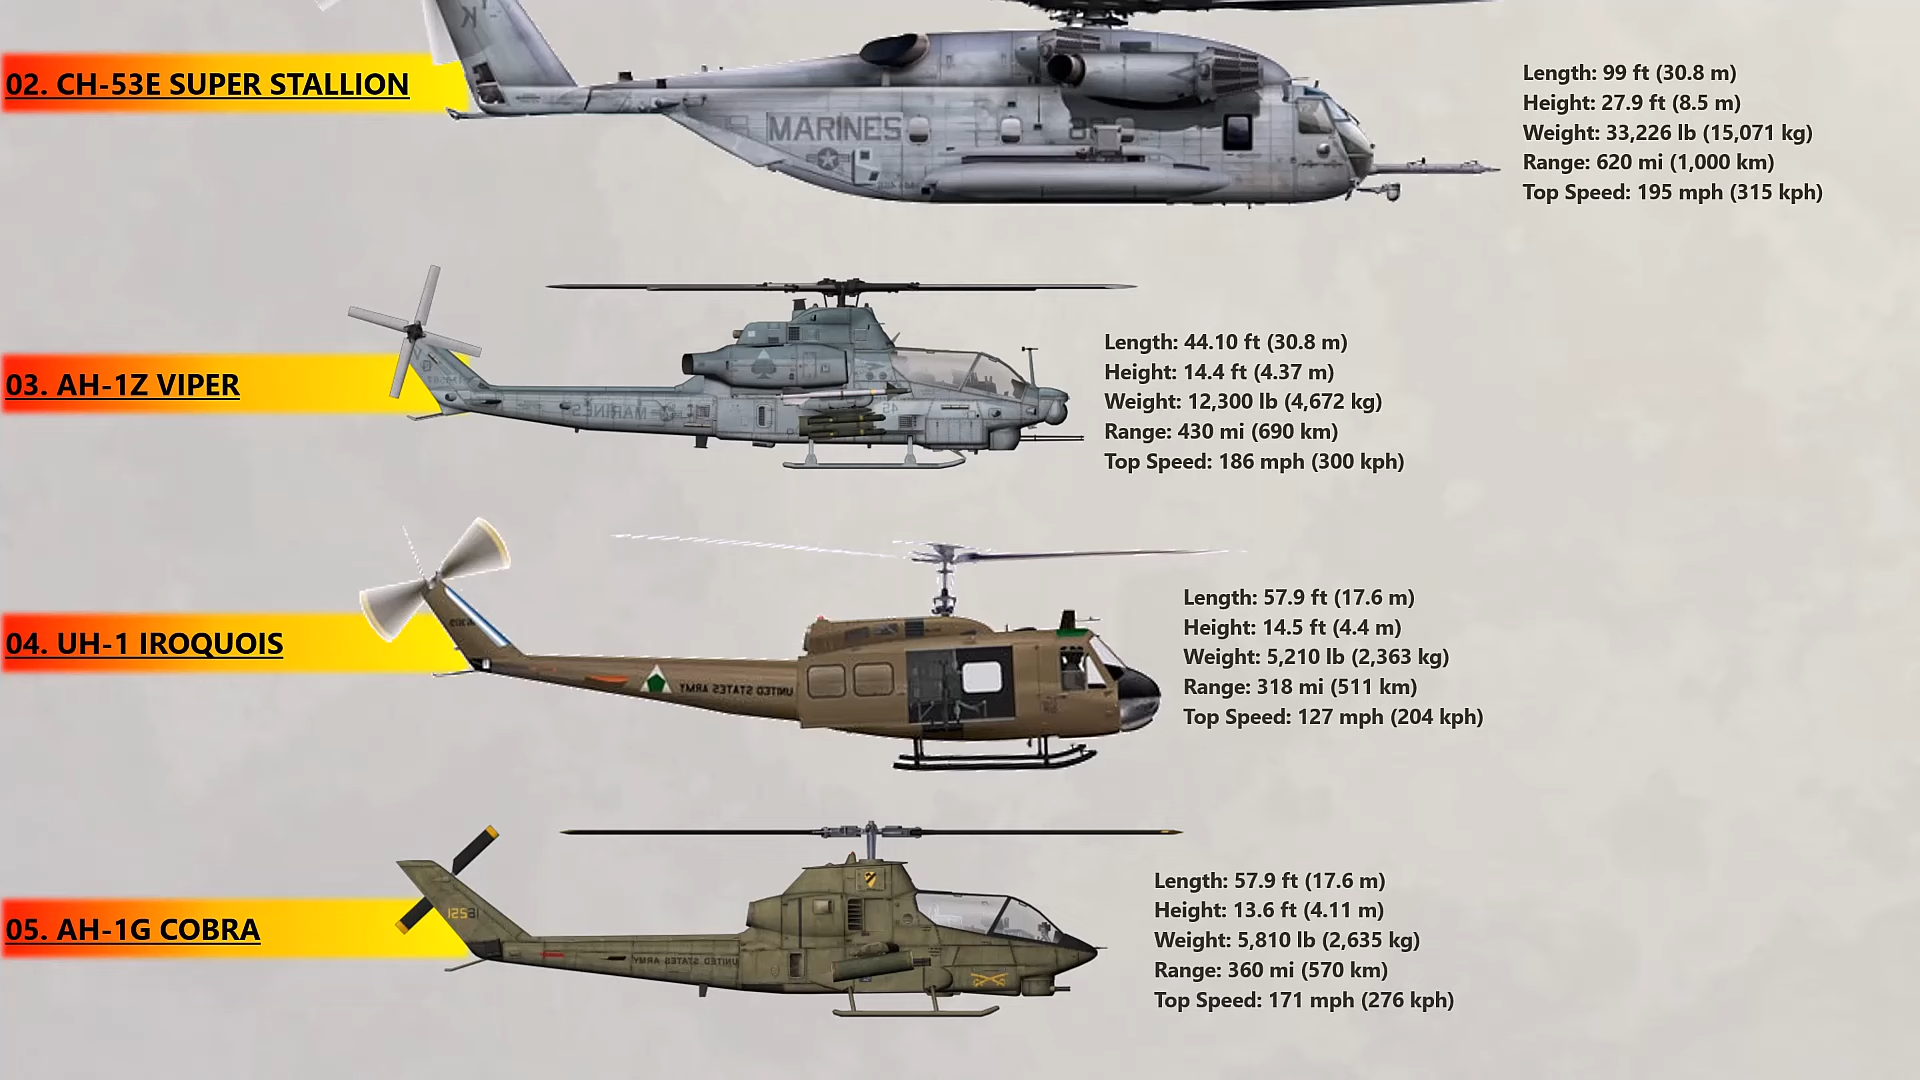 02. CH-53E SUPER STALLION
MARINES
Length: 99 ft (30.8 m)
Height: 27.9 ft (8.5 m)
Weight: 33,226 lb (15,071 kg)
Range: 620 mi (1,000 km)
Top Speed: 195 mph (315 kph)
03. AH-1Z VIPER
MARINES
Length: 44.10 ft (30.8 m)
Height: 14.4 ft (4.37 m)
Weight: 12,300 lb (4,672 kg)
Range: 430 mi (690 km)
Top Speed: 186 mph (300 kph)
04. UH-1 IROQUOIS
UNITED STATES ARMY
Length: 57.9 ft (17.6 m)
Height: 14.5 ft (4.4 m)
Weight: 5,210 lb (2,363 kg)
Range: 318 mi (511 km)
Top Speed: 127 mph (204 kph)
05. AH-1G COBRA
UNITED STATES ARMY
Length: 57.9 ft (17.6 m)
Height: 13.6 ft (4.11 m)
Weight: 5,810 lb (2,635 kg)
Range: 360 mi (570 km)
Top Speed: 171 mph (276 kph)